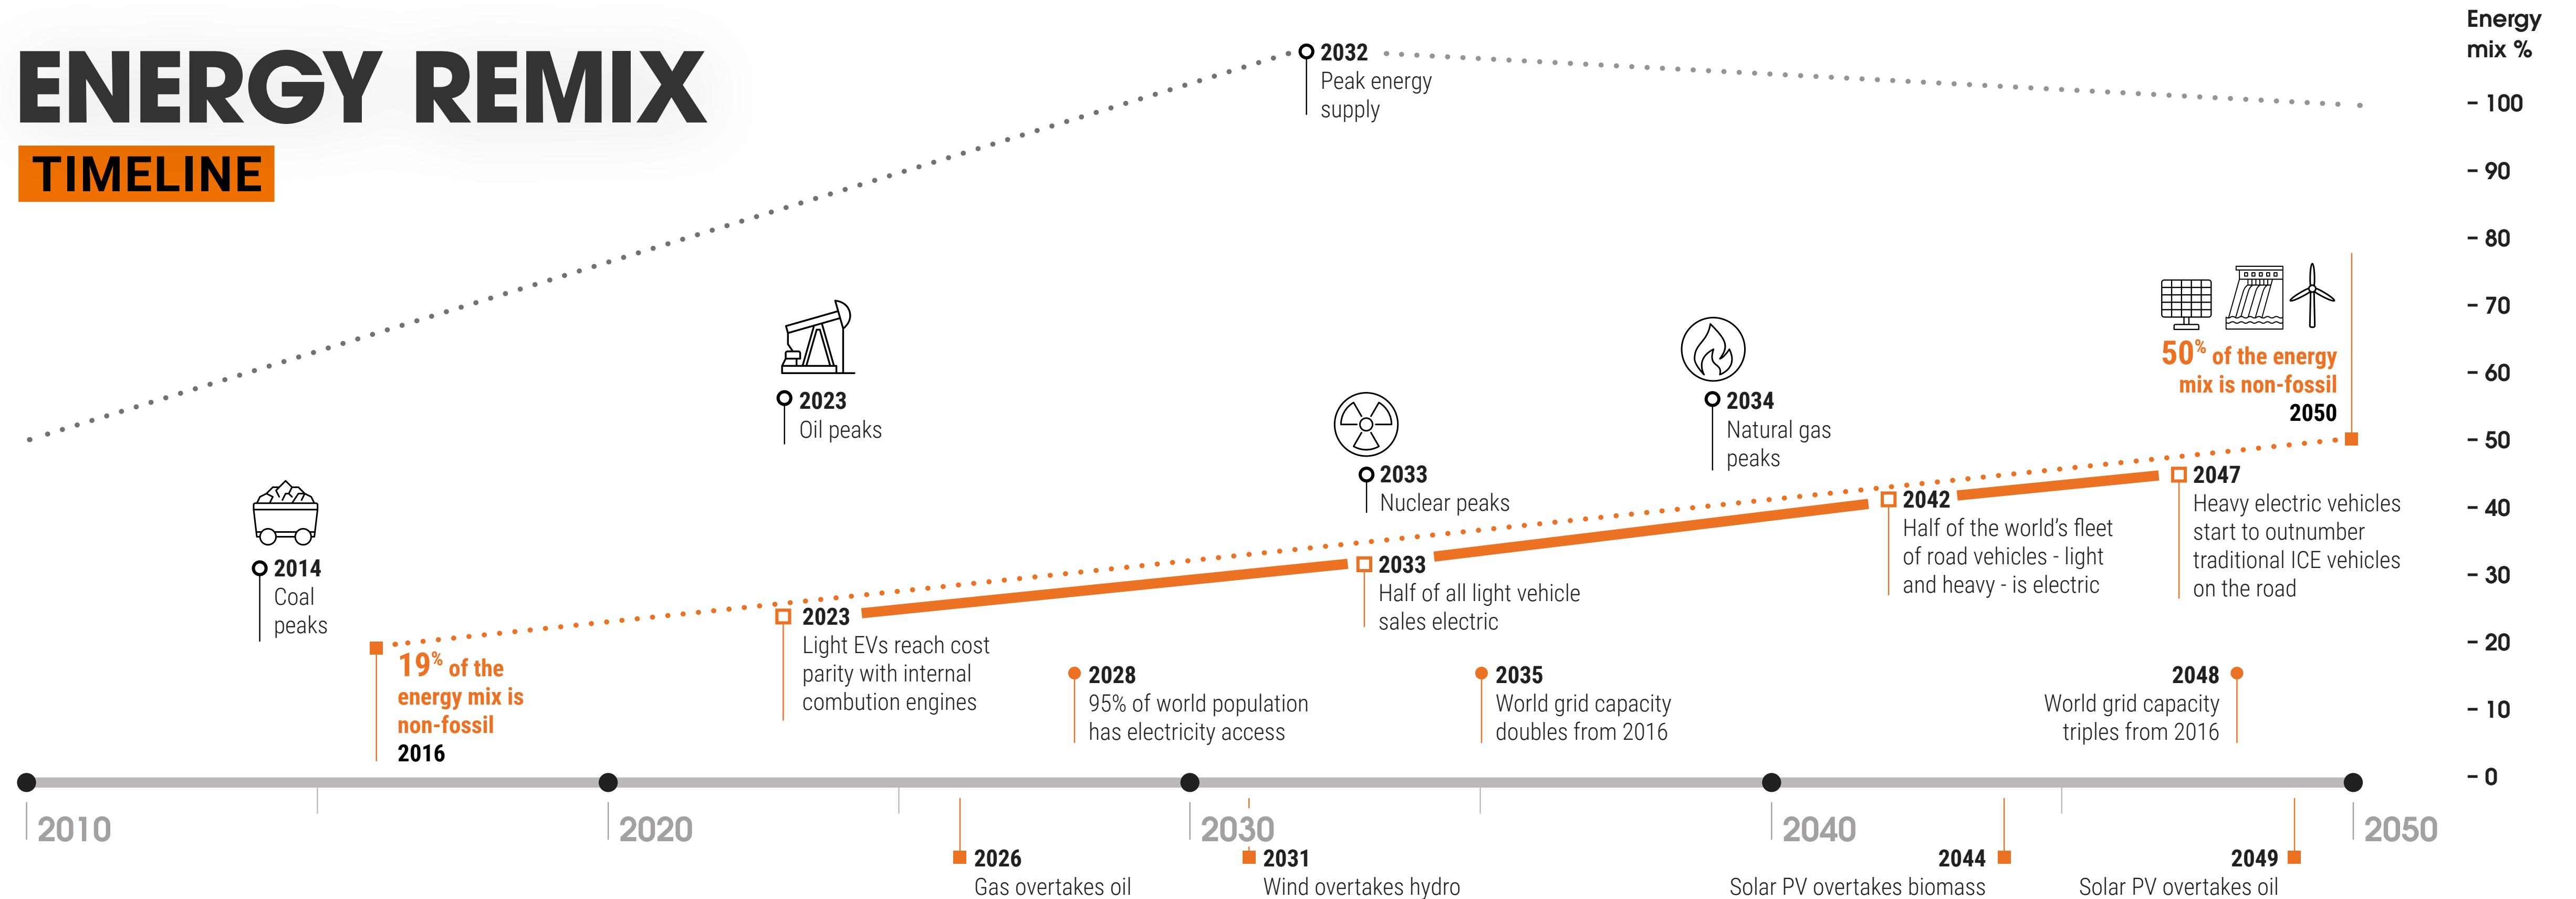 ENERGY REMIX
TIMELINE
Energy
mix %
- 100
- 90
- 80
- 70
- 60
- 50
- 40
- 30
- 20
- 10
- 0
2032
Peak energy
supply
2014
Coal
peaks
2023
Oil peaks
2033
Nuclear peaks
2034
Natural gas
peaks
50% of the energy
mix is non-fossil
2050
19% of the
energy mix is
non-fossil
2016
2023
Light EVs reach cost
parity with internal
combution engines
2033
Half of all light vehicle
sales electric
2042
Half of the world’s fleet
of road vehicles - light
and heavy - is electric
2047
Heavy electric vehicles
start to outnumber
traditional ICE vehicles
on the road
2028
95% of world population
has electricity access
2035
World grid capacity
doubles from 2016
2048
World grid capacity
triples from 2016
2010
2020
2030
2040
2050
2026
Gas overtakes oil
2031
Wind overtakes hydro
2044
Solar PV overtakes biomass
2049
Solar PV overtakes oil